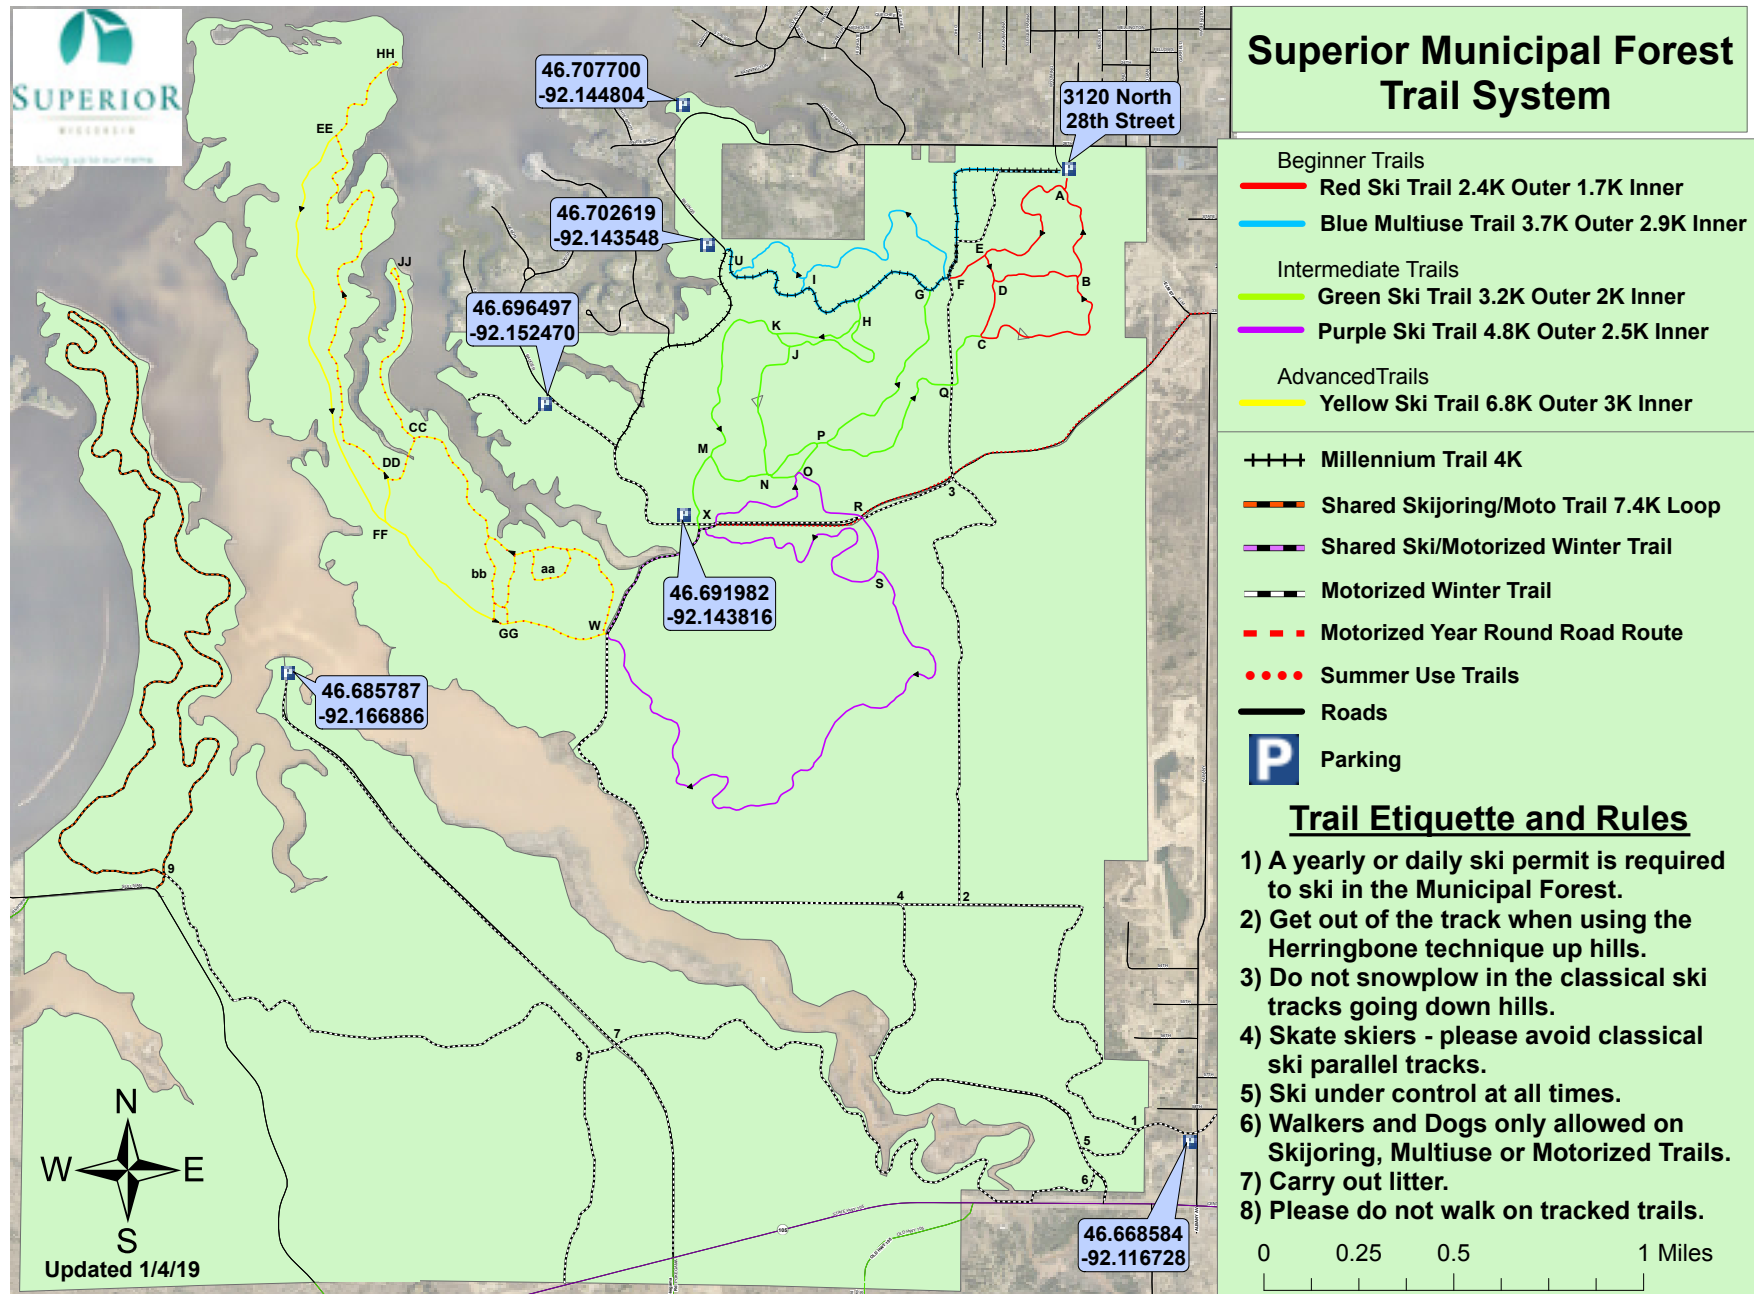 SUPERIOR
WISCONSIN
Living up to our name
Superior Municipal Forest
Trail System
Beginner Trails
Red Ski Trail 2.4K Outer 1.7K Inner
Blue Multiuse Trail 3.7K Outer 2.9K Inner
Intermediate Trails
Green Ski Trail 3.2K Outer 2K Inner
Purple Ski Trail 4.8K Outer 2.5K Inner
AdvancedTrails
Yellow Ski Trail 6.8K Outer 3K Inner
Millennium Trail 4K
Shared Skijoring/Moto Trail 7.4K Loop
Shared Ski/Motorized Winter Trail
Motorized Winter Trail
Motorized Year Round Road Route
Summer Use Trails
Roads
P
Parking
Trail Etiquette and Rules
1) A yearly or daily ski permit is required
to ski in the Municipal Forest.
2) Get out of the track when using the
Herringbone technique up hills.
3) Do not snowplow in the classical ski
tracks going down hills.
4) Skate skiers - please avoid classical
ski parallel tracks.
5) Ski under control at all times.
6) Walkers and Dogs only allowed on
Skijoring, Multiuse or Motorized Trails.
7) Carry out litter.
8) Please do not walk on tracked trails.
0 0.25 0.5 1 Miles
46.707700
-92.144804
3120 North
28th Street
46.702619
-92.143548
46.696497
-92.152470
46.691982
-92.143816
46.685787
-92.166886
46.668584
-92.116728
P
P
P
P
P
P
P
HH
EE
JJ
CC
DD
FF
bb
aa
GG
W
A
E
B
F
D
C
U
I
G
H
K
J
Q
M
P
N
O
X
R
S
3
4
2
9
7
8
1
5
6
N
W E
S
Updated 1/4/19